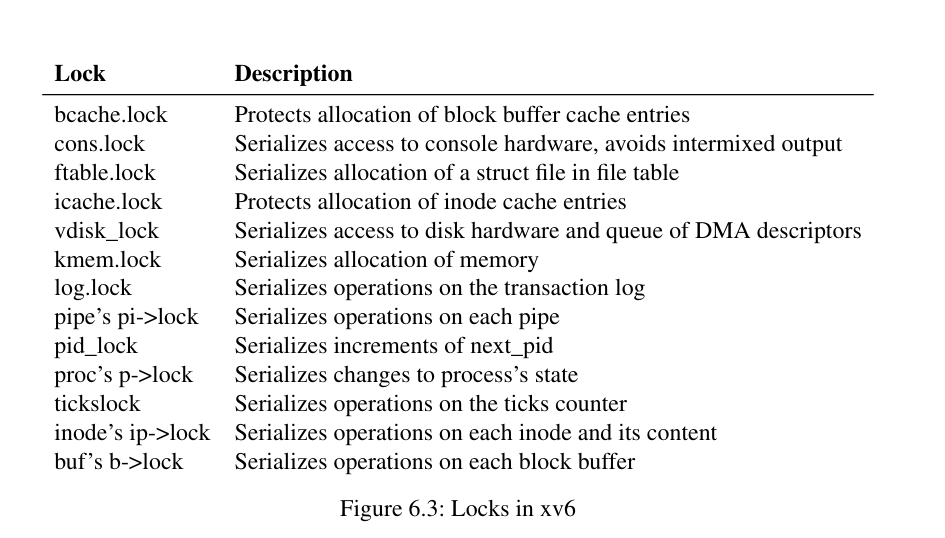 Lock Description
bcache.lock Protects allocation of block buffer cache entries
cons.lock Serializes access to console hardware, avoids intermixed output
ftable.lock Serializes allocation of a struct file in file table
icache.lock Protects allocation of inode cache entries
vdisk_lock Serializes access to disk hardware and queue of DMA descriptors
kmem.lock Serializes allocation of memory
log.lock Serializes operations on the transaction log
pipe’s pi->lock Serializes operations on each pipe
pid_lock Serializes increments of next_pid
proc’s p->lock Serializes changes to process’s state
tickslock Serializes operations on the ticks counter
inode’s ip->lock Serializes operations on each inode and its content
buf’s b->lock Serializes operations on each block buffer
Figure 6.3: Locks in xv6